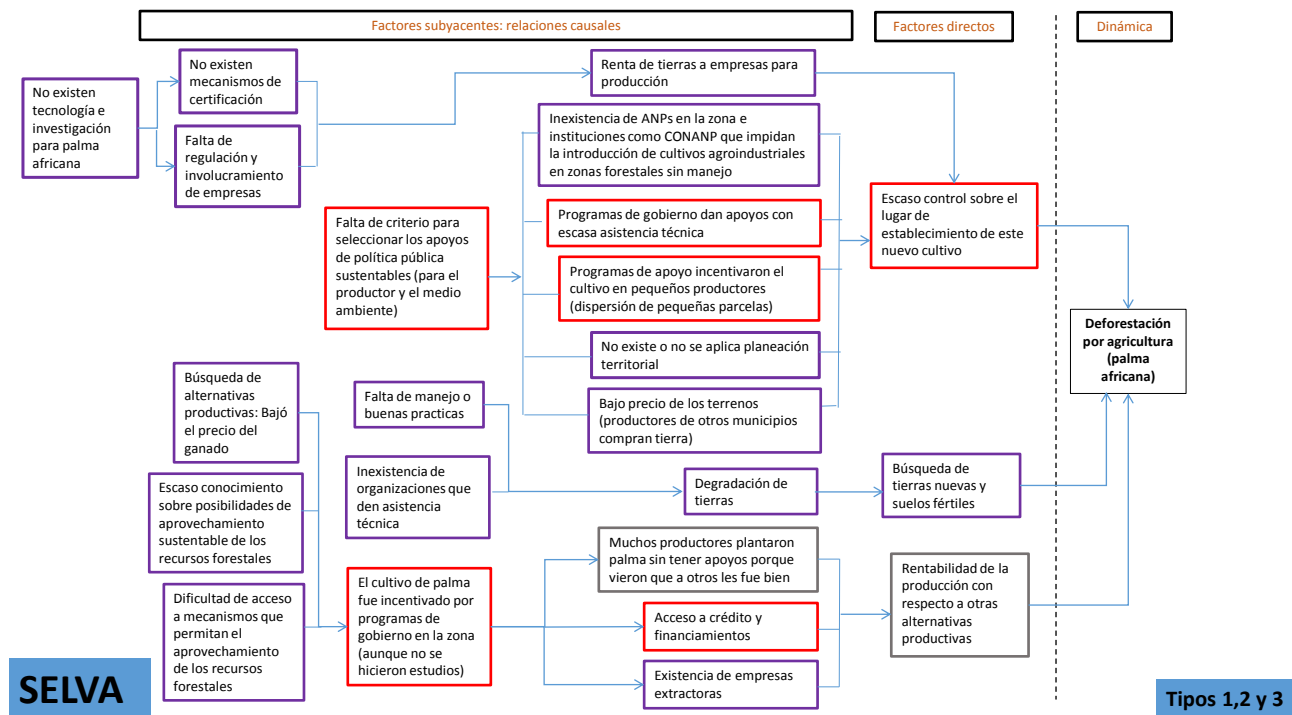 Factores subyacentes: relaciones causales
Factores directos
Dinámica
No existen
tecnología e
investigación
para palma
africana
No existen
mecanismos de
certificación
Falta de
regulación y
involucramiento
de empresas
Renta de tierras a empresas para
producción
Inexistencia de ANPs en la zona e
instituciones como CONANP que impidan
la introducción de cultivos agroindustriales
en zonas forestales sin manejo
Falta de criterio para
seleccionar los apoyos
de política pública
sustentables (para el
productor y el medio
ambiente)
Programas de gobierno dan apoyos con
escasa asistencia técnica
Programas de apoyo incentivaron el
cultivo en pequeños productores
(dispersión de pequeñas parcelas)
No existe o no se aplica planeación
territorial
Bajo precio de los terrenos
(productores de otros municipios
compran tierra)
Escaso control sobre el
lugar de
establecimiento de este
nuevo cultivo
Deforestación
por agricultura
(palma
africana)
Búsqueda de
alternativas
productivas: Bajó
el precio del
ganado
Falta de manejo o
buenas practicas
Inexistencia de
organizaciones que
den asistencia
técnica
Degradación de
tierras
Búsqueda de
tierras nuevas y
suelos fértiles
Escaso conocimiento
sobre posibilidades de
aprovechamiento
sustentable de los
recursos forestales
Dificultad de acceso
a mecanismos que
permitan el
aprovechamiento
de los recursos
forestales
El cultivo de palma
fue incentivado por
programas de
gobierno en la zona
(aunque no se
hicieron estudios)
Muchos productores plantaron
palma sin tener apoyos porque
vieron que a otros les fue bien
Acceso a crédito y
financiamientos
Existencia de empresas
extractoras
Rentabilidad de la
producción con
respecto a otras
alternativas
productivas
SELVA
Tipos 1,2 y 3